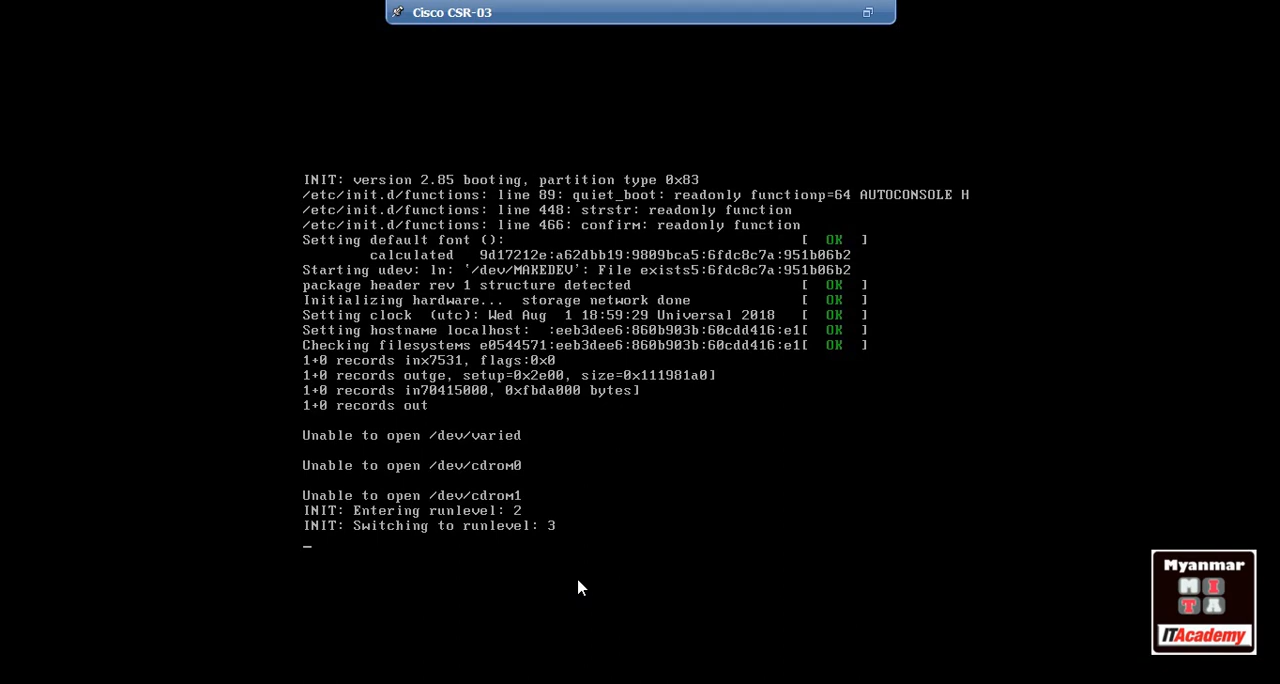 Cisco CSR-03
INIT: version 2.85 booting, partition type 0x83
/etc/init.d/functions: line 89: quiet_boot: readonly functionp=64 AUTOCONSOLE H
/etc/init.d/functions: line 448: strstr: readonly function
/etc/init.d/functions: line 466: confirm: readonly function
Setting default font (): [ OK ]
calculated 9d17212e:a62dbb19:9809bca5:6fdc8c7a:951b06b2
Starting udev: ln: '/dev/MAKEDEV': File exists5:6fdc8c7a:951b06b2
package header rev 1 structure detected [ OK ]
Initializing hardware... storage network done [ OK ]
Setting clock (utc): Wed Aug 1 18:59:29 Universal 2018 [ OK ]
Setting hostname localhost: :eeb3dee6:860b903b:60cdd416:e1[ OK ]
Checking filesystems e0544571:eeb3dee6:860b903b:60cdd416:e1[ OK ]
1+0 records inx7531, flags:0x0
1+0 records outge, setup=0x2e00, size=0x111981a0]
1+0 records in70415000, 0xfbda000 bytes]
1+0 records out
Unable to open /dev/varied
Unable to open /dev/cdrom0
Unable to open /dev/cdrom1
INIT: Entering runlevel: 2
INIT: Switching to runlevel: 3
_
Myanmar
M I
T A
ITAcademy